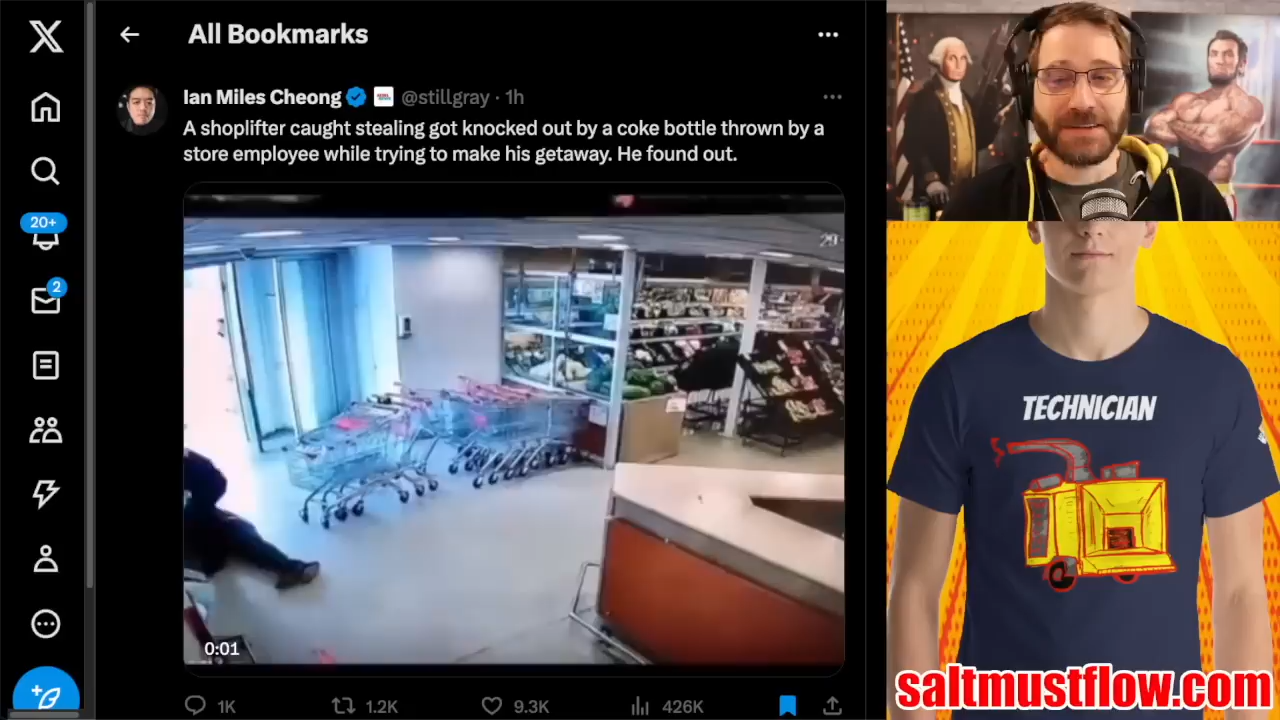 All Bookmarks
Ian Miles Cheong @stillgray · 1h
A shoplifter caught stealing got knocked out by a coke bottle thrown by a
store employee while trying to make his getaway. He found out.
20+
2
29
0:01
1K 1.2K 9.3K 426K
TECHNICIAN
saltmustflow.com